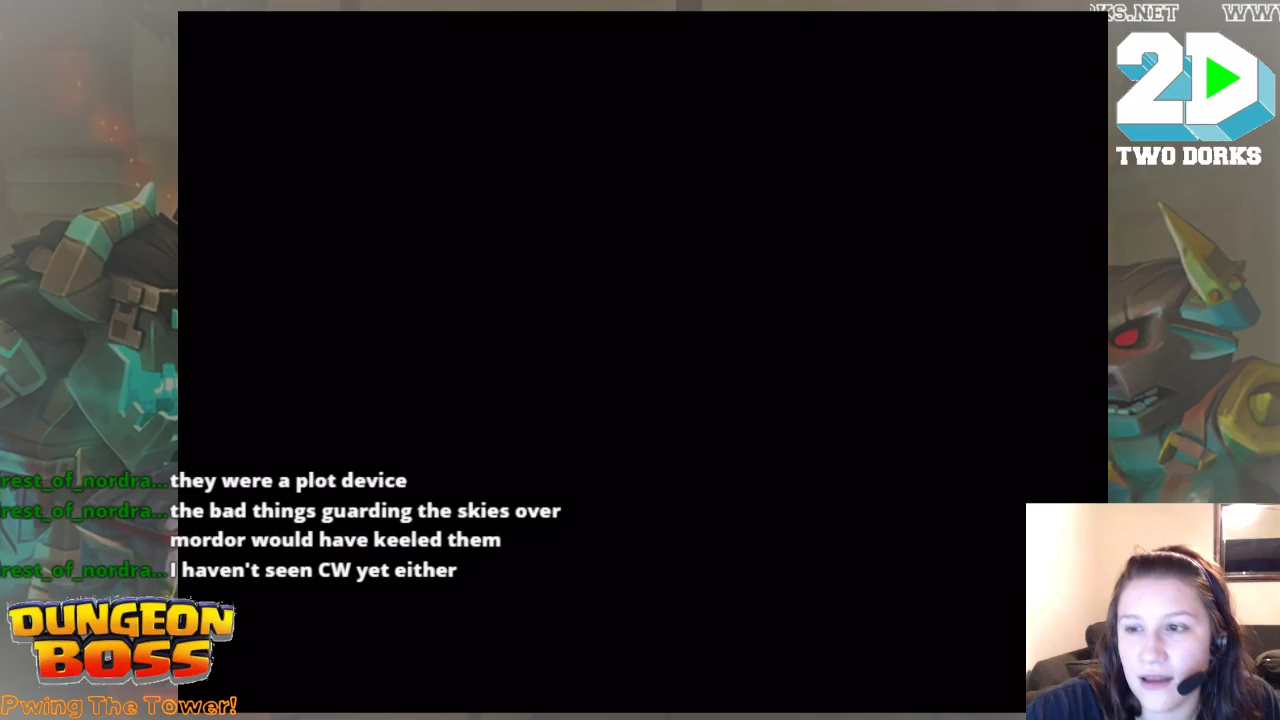 KS.NET WWW
2D
TWO DORKS
rest_of_nordra... they were a plot device
rest_of_nordra... the bad things guarding the skies over
mordor would have keeled them
rest_of_nordra... I haven't seen CW yet either
DUNGEON
BOSS
Pwing The Tower!